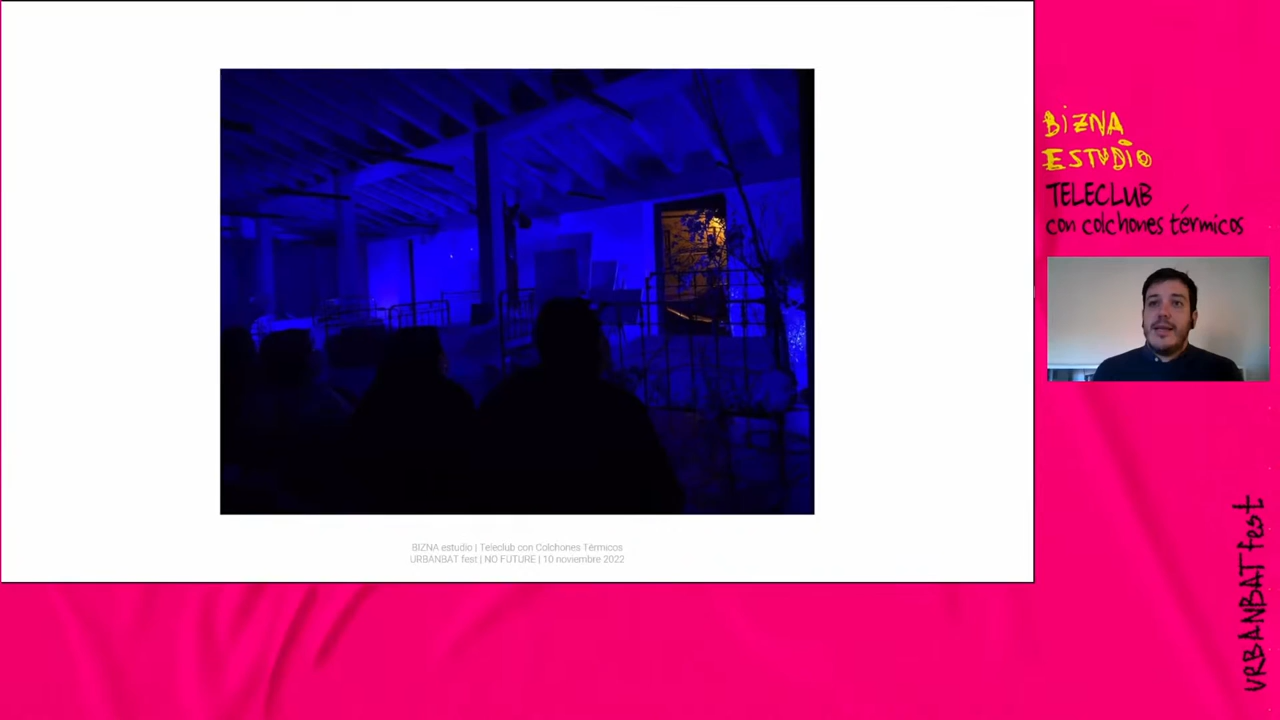 BIZNA
ESTUDIO
TELECLUB
con colchones térmicos
BIZNA estudio | Teleclub con Colchones Térmicos
URBANBAT fest | NO FUTURE | 10 noviembre 2022
URBANBAT fest